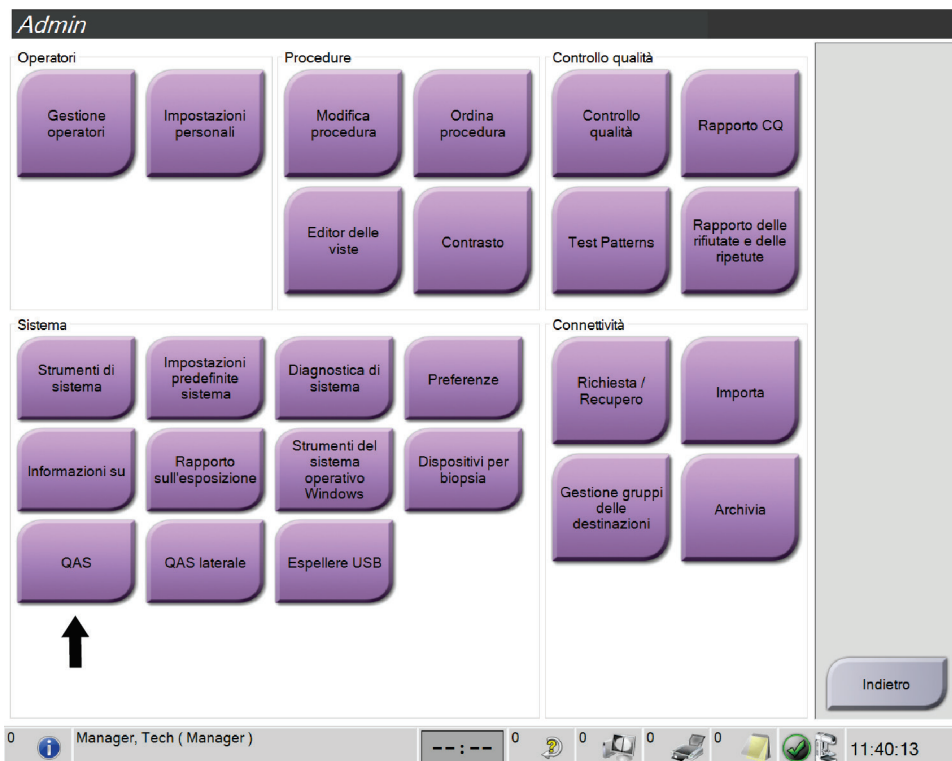 Admin
Operatori
Gestione
operatori
Impostazioni
personali
Procedure
Modifica
procedura
Ordina
procedura
Editor delle
viste
Contrasto
Controllo qualità
Controllo
qualità
Rapporto CQ
Test Patterns
Rapporto delle
rifiutate e delle
ripetute
Sistema
Strumenti di
sistema
Impostazioni
predefinite
sistema
Diagnostica di
sistema
Preferenze
Informazioni su
Rapporto
sull'esposizione
Strumenti del
sistema
operativo
Windows
Dispositivi per
biopsia
QAS
QAS laterale
Espellere USB
Connettività
Richiesta /
Recupero
Importa
Gestione gruppi
delle
destinazioni
Archivia
Indietro
0 Manager, Tech ( Manager ) --:-- 0 0 0 0 11:40:13